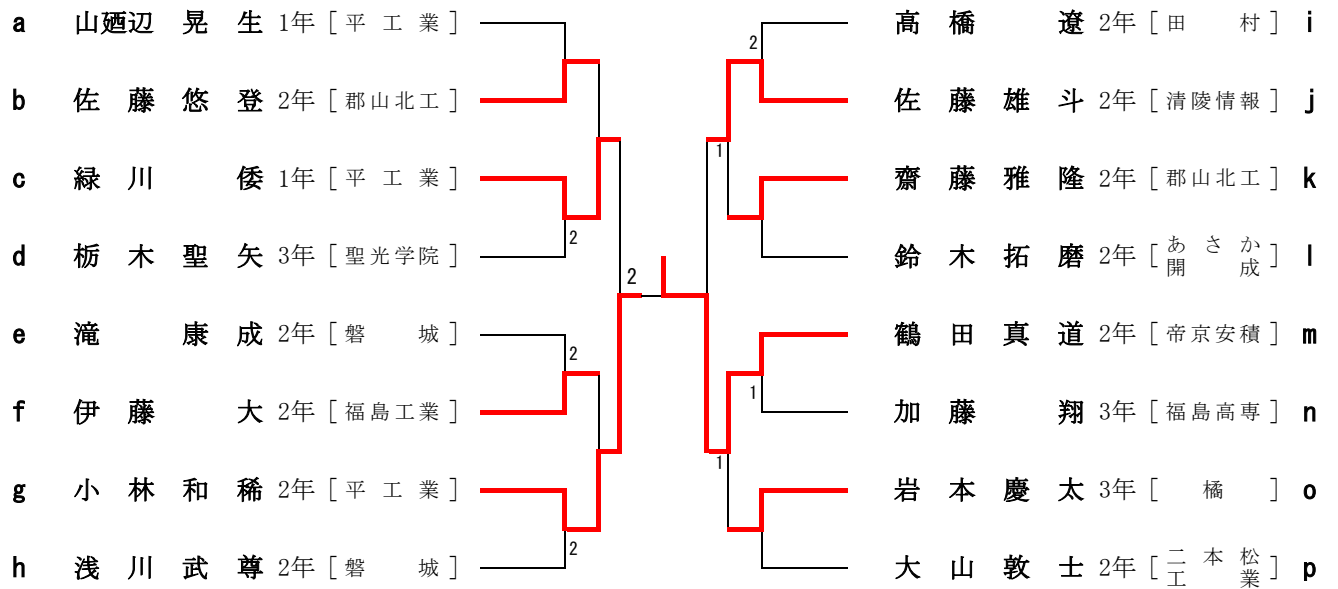 a 山廼辺 晃 生 1年 [ 平 工 業 ]
b 佐 藤 悠 登 2年 [ 郡山北工 ]
c 緑 川 倭 1年 [ 平 工 業 ]
d 栃 木 聖 矢 3年 [ 聖光学院 ]
e 滝 康 成 2年 [ 磐 城 ]
f 伊 藤 大 2年 [ 福島工業 ]
g 小 林 和 稀 2年 [ 平 工 業 ]
h 浅 川 武 尊 2年 [ 磐 城 ]
2
2
2
2
2
1
1
1
高 橋 遼 2年 [ 田 村 ] i
佐 藤 雄 斗 2年 [ 清陵情報 ] j
齋 藤 雅 隆 2年 [ 郡山北工 ] k
鈴 木 拓 磨 2年 [ あ さ か 開 成 ] l
鶴 田 真 道 2年 [ 帝京安積 ] m
加 藤 翔 3年 [ 福島高専 ] n
岩 本 慶 太 3年 [ 橘 ] o
大 山 敦 士 2年 [ 二 本 松 工 業 ] p